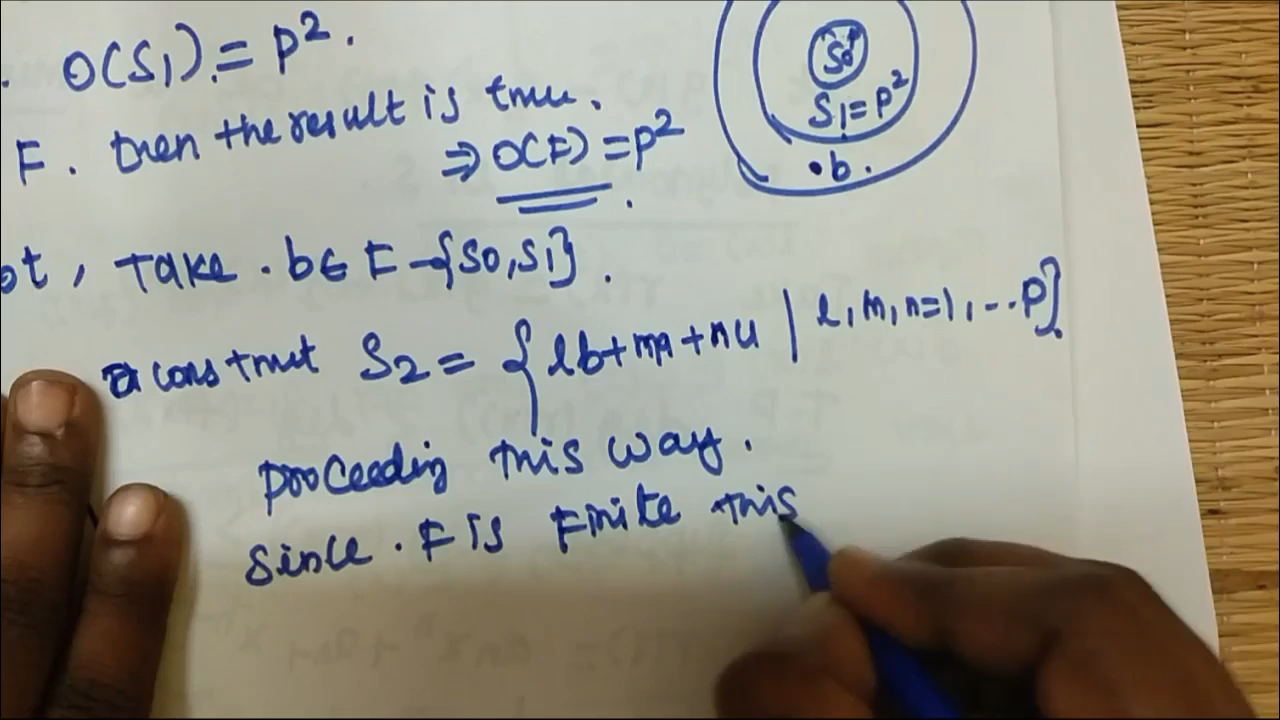 . O(S1).= P².
F. then the result is true.
⇒ O(F) = P²
S0
S1=P²
•b.
ot, Take . b∈ F-{S0,S1}.
construct S2 = { lb+ma+nu | l,m,n=1,...P}.
proceeding this way.
since . F is Finite this